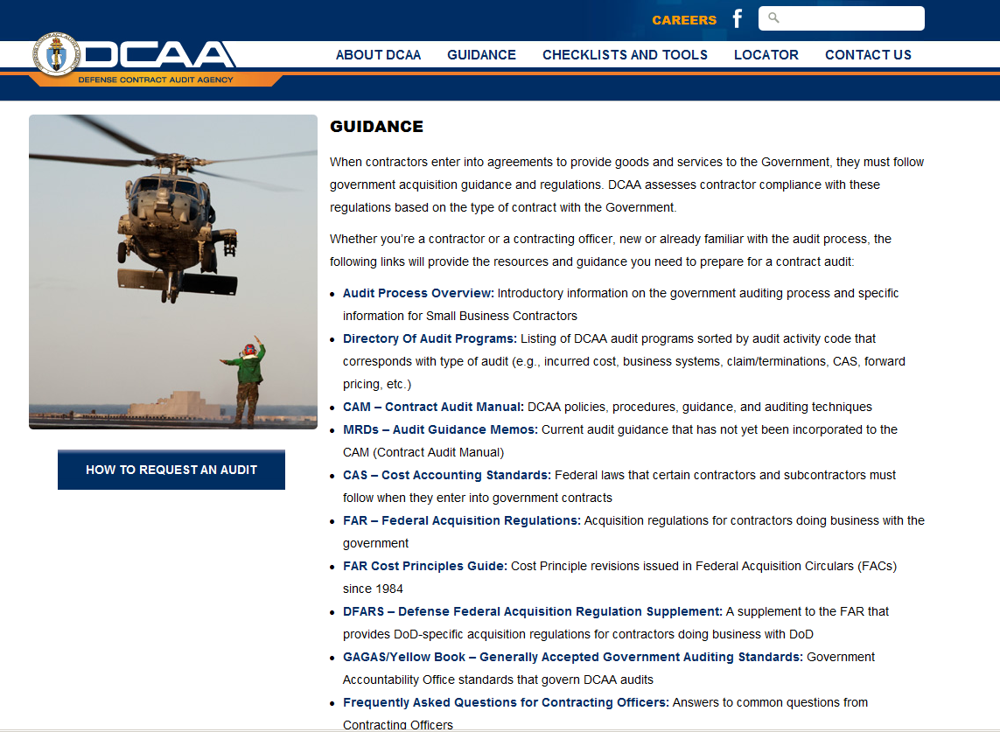 CAREERS
DCAA
DEFENSE CONTRACT AUDIT AGENCY
ABOUT DCAA GUIDANCE CHECKLISTS AND TOOLS LOCATOR CONTACT US
GUIDANCE
When contractors enter into agreements to provide goods and services to the Government, they must follow
government acquisition guidance and regulations. DCAA assesses contractor compliance with these
regulations based on the type of contract with the Government.
Whether you’re a contractor or a contracting officer, new or already familiar with the audit process, the
following links will provide the resources and guidance you need to prepare for a contract audit:
• Audit Process Overview: Introductory information on the government auditing process and specific
information for Small Business Contractors
• Directory Of Audit Programs: Listing of DCAA audit programs sorted by audit activity code that
corresponds with type of audit (e.g., incurred cost, business systems, claim/terminations, CAS, forward
pricing, etc.)
• CAM – Contract Audit Manual: DCAA policies, procedures, guidance, and auditing techniques
• MRDs – Audit Guidance Memos: Current audit guidance that has not yet been incorporated to the
CAM (Contract Audit Manual)
• CAS – Cost Accounting Standards: Federal laws that certain contractors and subcontractors must
follow when they enter into government contracts
• FAR – Federal Acquisition Regulations: Acquisition regulations for contractors doing business with the
government
• FAR Cost Principles Guide: Cost Principle revisions issued in Federal Acquisition Circulars (FACs)
since 1984
• DFARS – Defense Federal Acquisition Regulation Supplement: A supplement to the FAR that
provides DoD-specific acquisition regulations for contractors doing business with DoD
• GAGAS/Yellow Book – Generally Accepted Government Auditing Standards: Government
Accountability Office standards that govern DCAA audits
• Frequently Asked Questions for Contracting Officers: Answers to common questions from
Contracting Officers
HOW TO REQUEST AN AUDIT